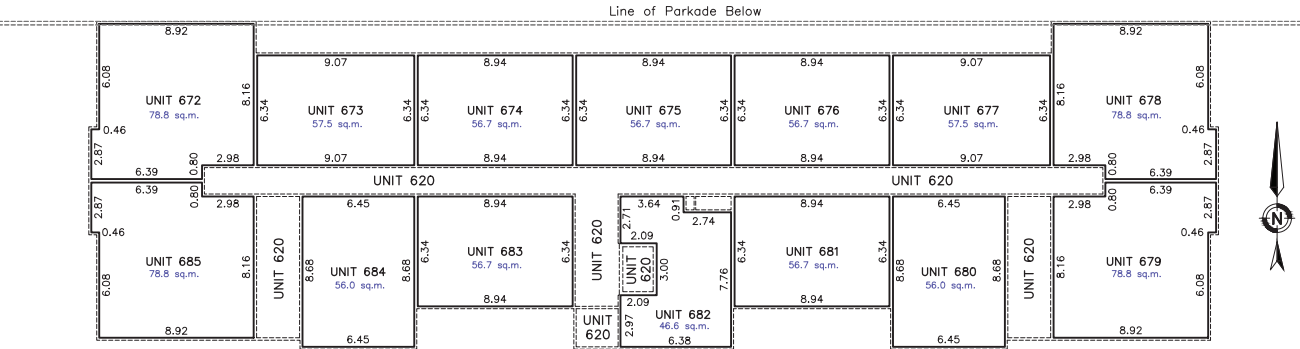 Line of Parkade Below
8.92
6.08
8.16
UNIT 672
78.8 sq.m.
0.46
2.87
0.80
2.98
6.39
9.07
6.34
UNIT 673
57.5 sq.m.
6.34
9.07
8.94
6.34
UNIT 674
56.7 sq.m.
6.34
8.94
8.94
6.34
UNIT 675
56.7 sq.m.
6.34
8.94
8.94
6.34
UNIT 676
56.7 sq.m.
6.34
8.94
9.07
6.34
UNIT 677
57.5 sq.m.
6.34
9.07
8.92
6.08
8.16
UNIT 678
78.8 sq.m.
0.46
2.87
2.98
0.80
6.39
UNIT 620
UNIT 620
6.39
2.87
0.80
2.98
0.46
UNIT 685
78.8 sq.m.
8.16
6.08
8.92
UNIT 620
6.45
8.68
UNIT 684
56.0 sq.m.
8.68
6.45
8.94
6.34
UNIT 683
56.7 sq.m.
6.34
8.94
UNIT 620
UNIT
620
3.64
0.91
2.74
2.71
2.09
UNIT
620
3.00
7.76
2.09
2.97
UNIT 682
46.6 sq.m.
6.38
8.94
6.34
UNIT 681
56.7 sq.m.
8.94
6.45
8.68
UNIT 680
56.0 sq.m.
8.68
6.45
UNIT 620
6.39
2.98
0.80
2.87
0.46
8.16
UNIT 679
78.8 sq.m.
6.08
8.92
N